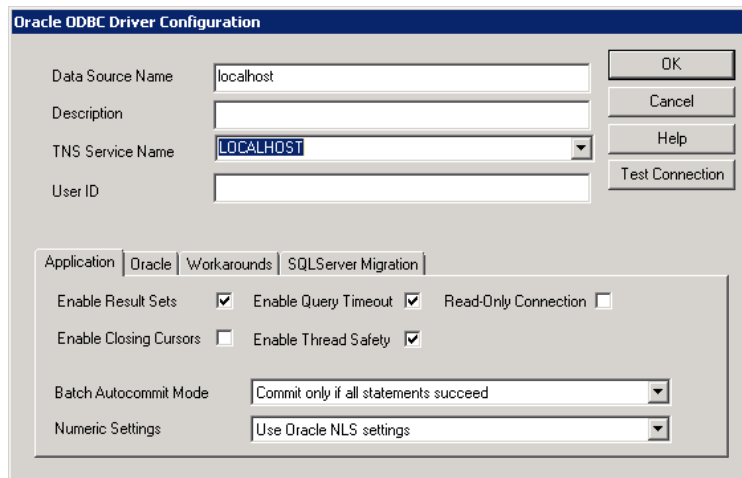 Oracle ODBC Driver Configuration
Data Source Name localhost OK
Description Cancel
TNS Service Name LOCALHOST Help
User ID Test Connection
Application Oracle Workarounds SQLServer Migration
Enable Result Sets Enable Query Timeout Read-Only Connection
Enable Closing Cursors Enable Thread Safety
Batch Autocommit Mode Commit only if all statements succeed
Numeric Settings Use Oracle NLS settings